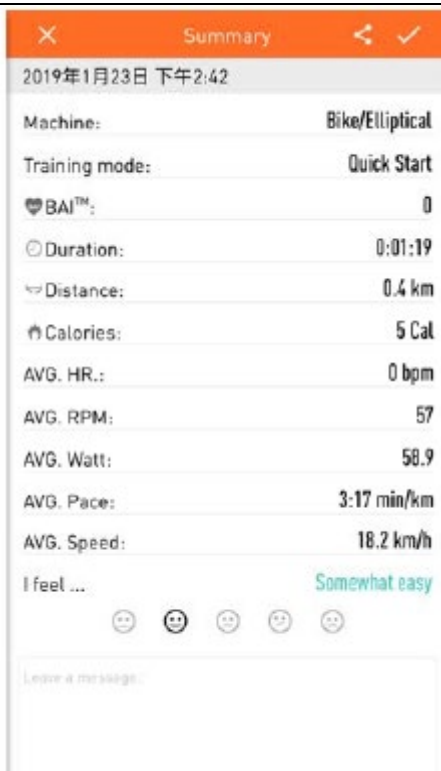 Summary
2019年1月23日 下午2:42
Machine: Bike/Elliptical
Training mode: Quick Start
BAI™: 0
Duration: 0:01:19
Distance: 0.4 km
Calories: 5 Cal
AVG. HR.: 0 bpm
AVG. RPM: 57
AVG. Watt: 58.9
AVG. Pace: 3:17 min/km
AVG. Speed: 18.2 km/h
I feel ... Somewhat easy
Leave a message.